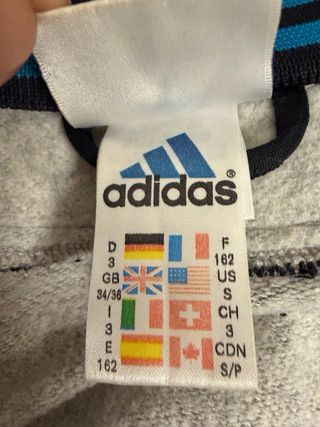 adidas®
D
3
GB
34/36
I
3
E
162
F
162
US
S
CH
3
CDN
S/P